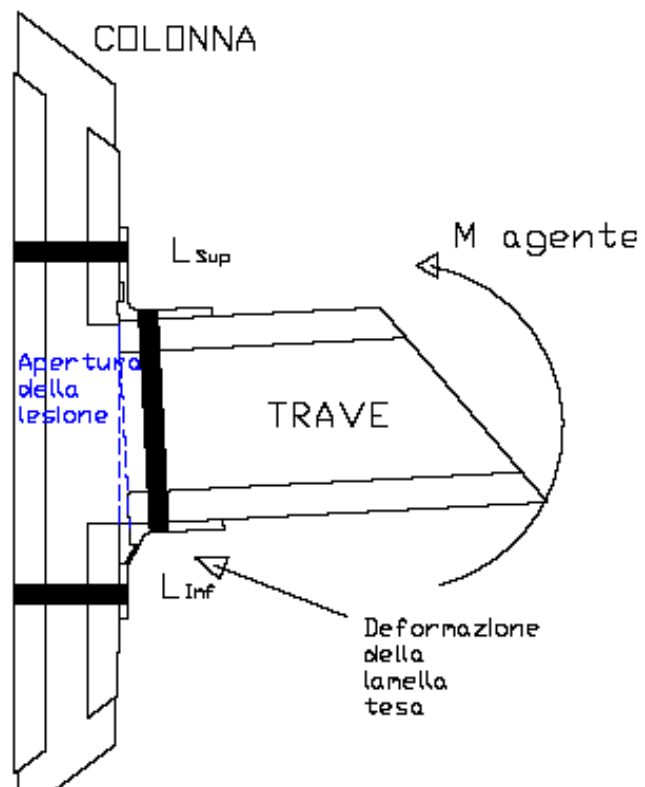 COLONNA
L Sup
M agente
Apertura
della
lesione
TRAVE
L Inf
Deformazione
della
lamella
tesa